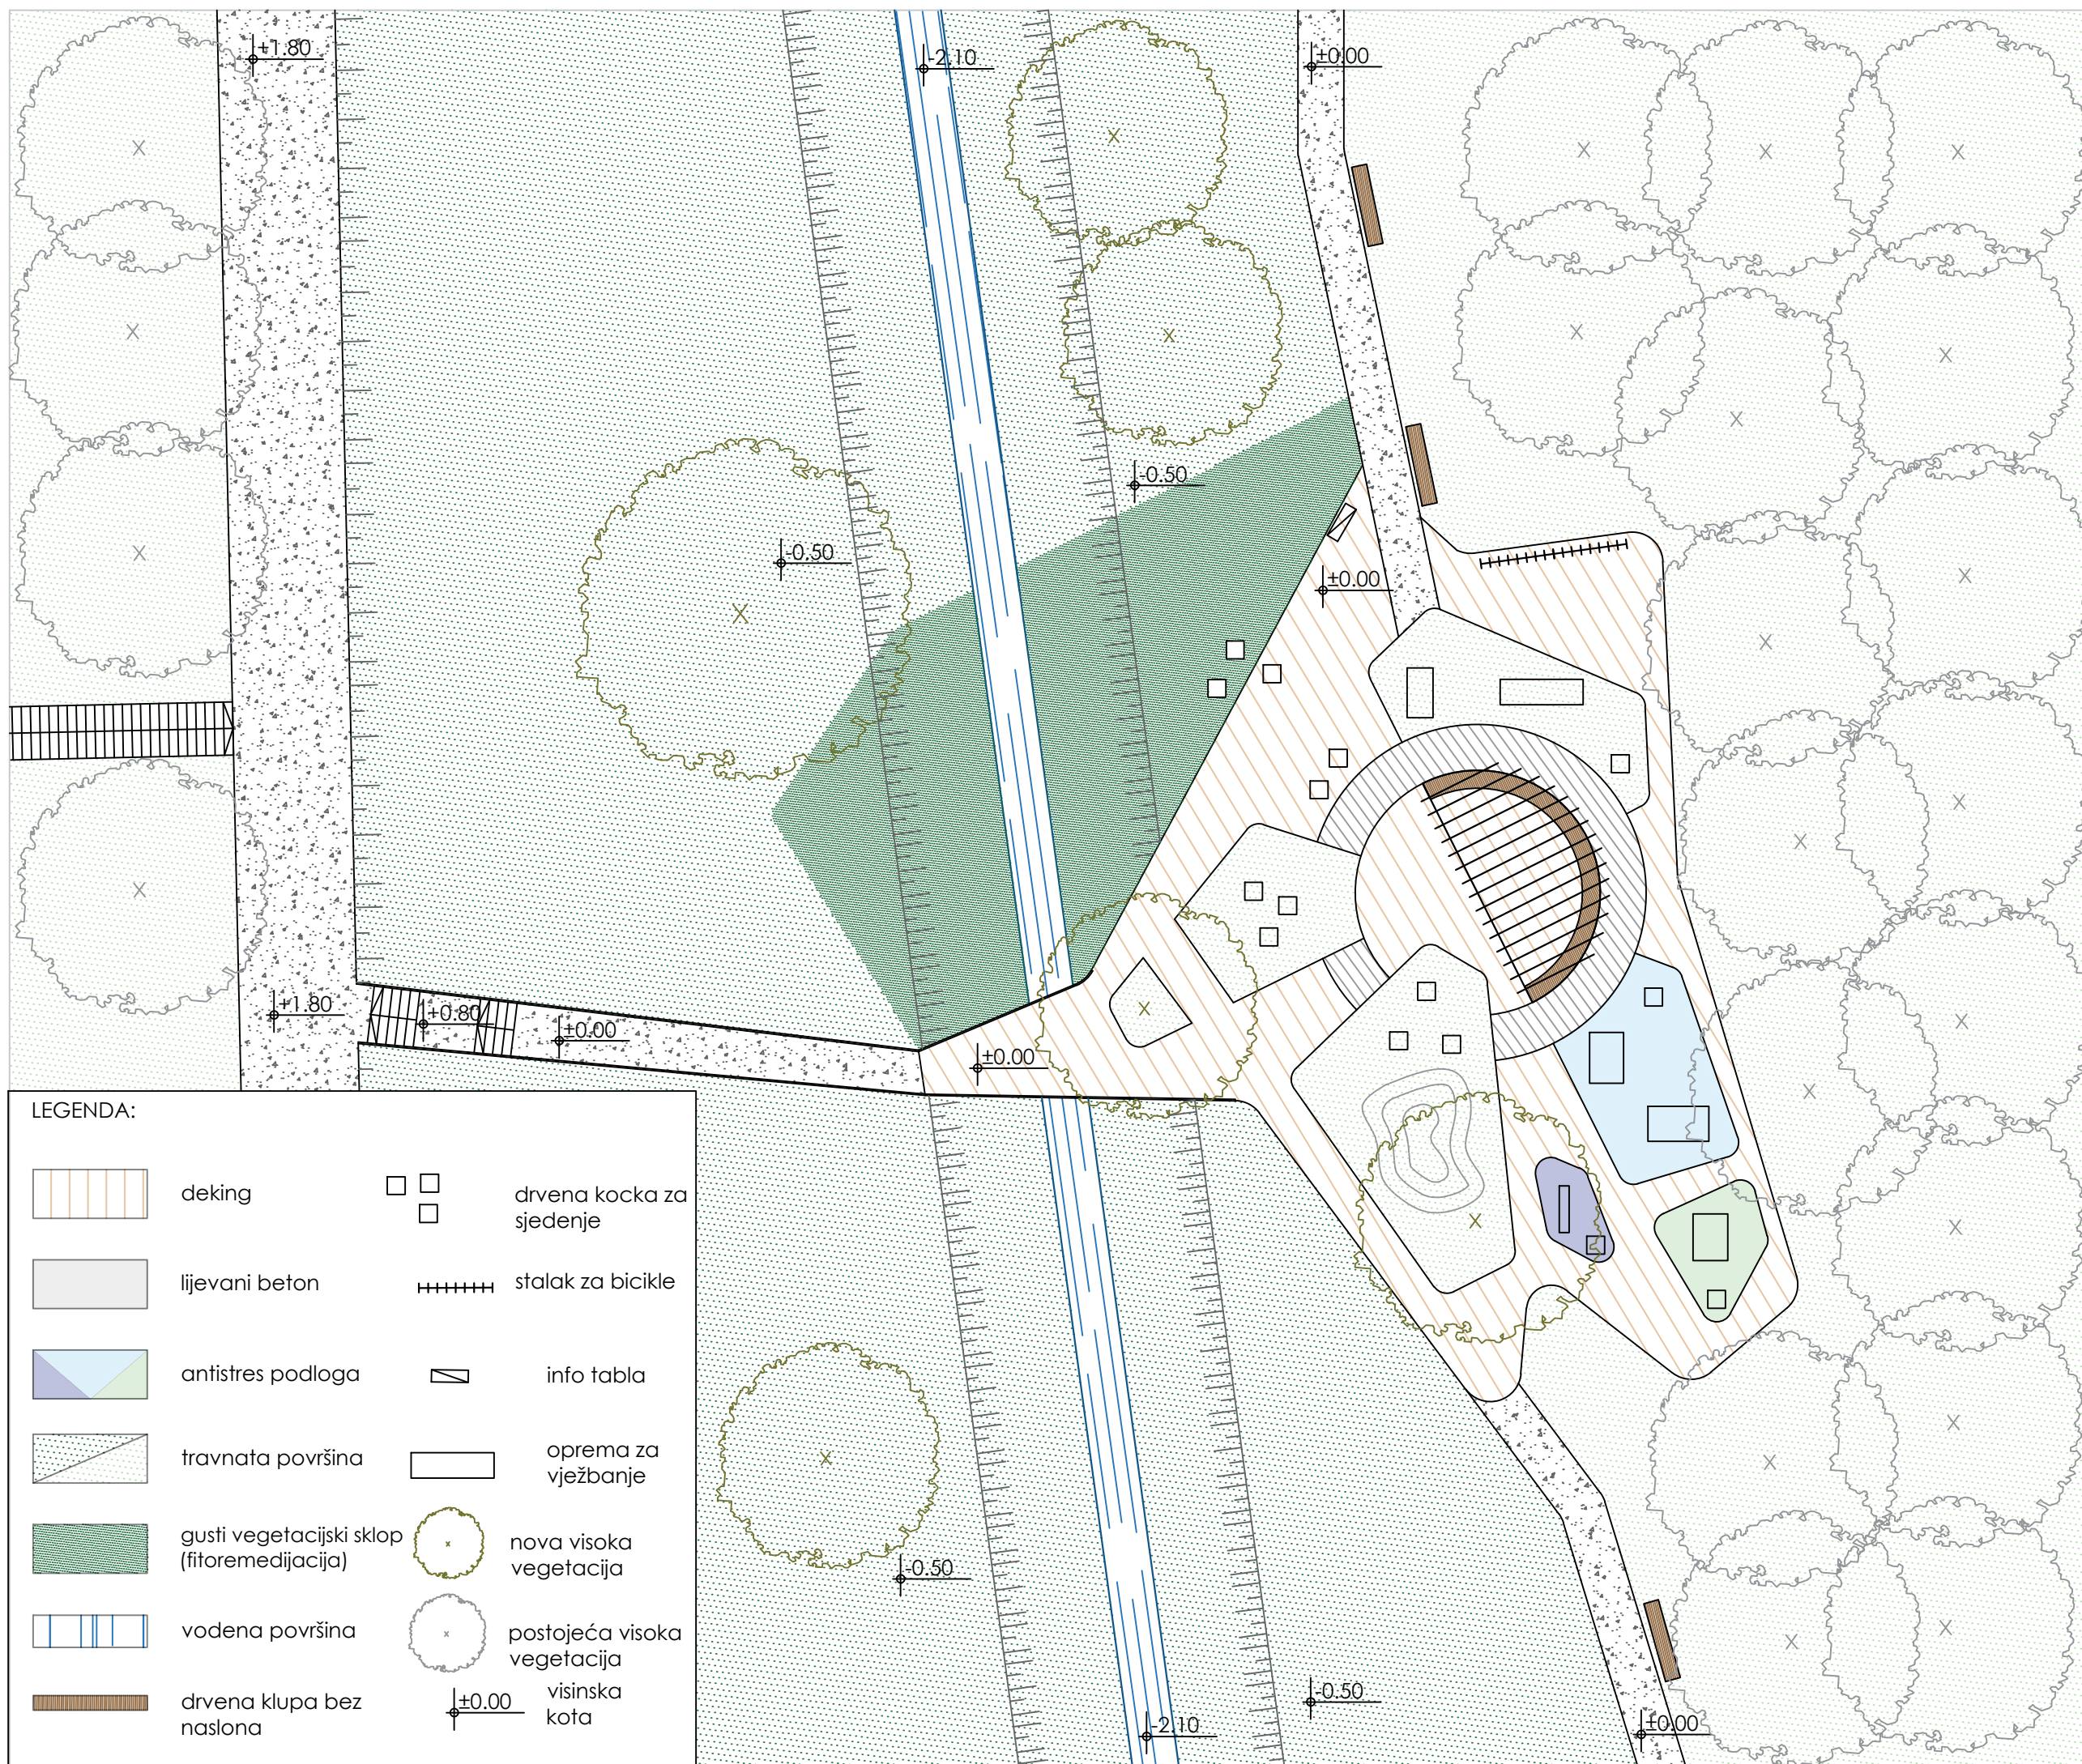 +1.80
-2.10
±0.00
-0.50
-0.50
±0.00
+1.80
+0.80
±0.00
±0.00
LEGENDA:
deking
drvena kocka za
sjedenje
lijevani beton
stalak za bicikle
antistres podloga
info tabla
travnata površina
oprema za
vježbanje
gusti vegetacijski sklop
(fitoremedijacija)
nova visoka
vegetacija
vodena površina
postojeća visoka
vegetacija
drvena klupa bez
naslona
±0.00
visinska
kota
-0.50
-0.50
-2.10
±0.00